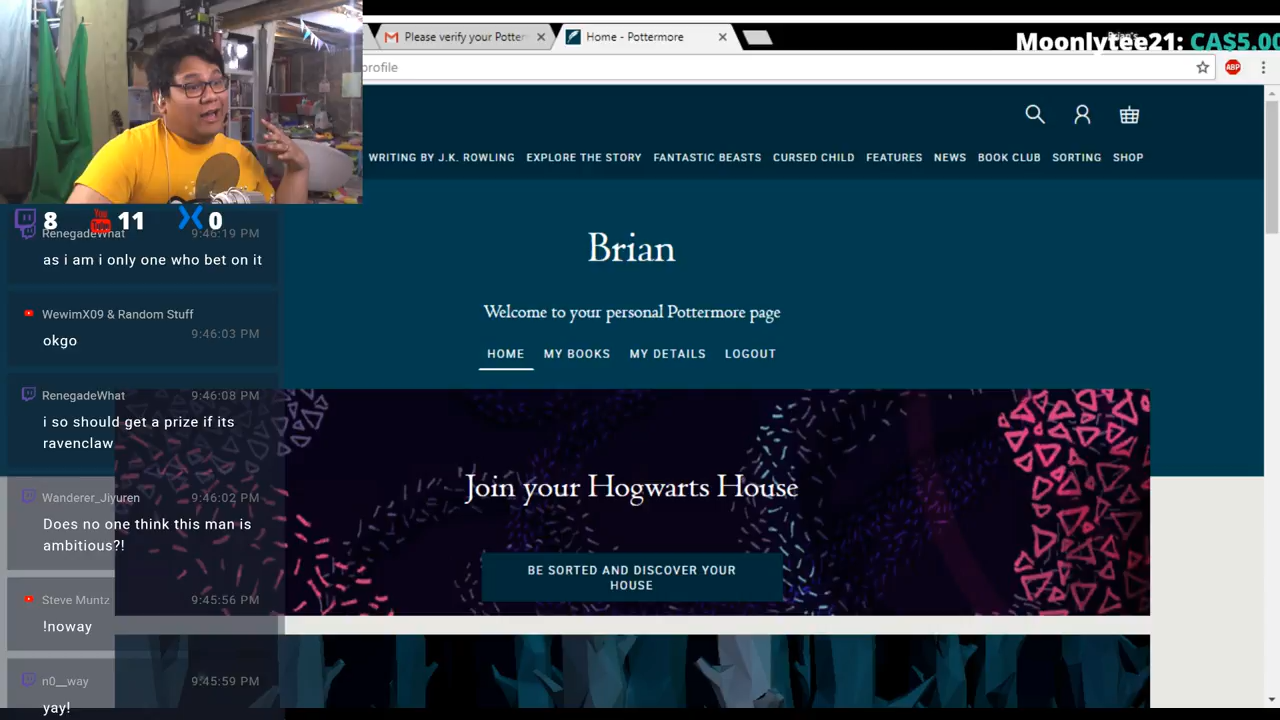 Please verify your Potter
Home - Pottermore
Moonlytee21: CA$5.00
profile
ABP
WRITING BY J.K. ROWLING EXPLORE THE STORY FANTASTIC BEASTS CURSED CHILD FEATURES NEWS BOOK CLUB SORTING SHOP
Brian
Welcome to your personal Pottermore page
HOME MY BOOKS MY DETAILS LOGOUT
Join your Hogwarts House
BE SORTED AND DISCOVER YOUR
HOUSE
8 You Tube 11 0
RenegadeWhat 9:46:19 PM
as i am i only one who bet on it
WewimX09 & Random Stuff
9:46:03 PM
okgo
RenegadeWhat 9:46:08 PM
i so should get a prize if its
ravenclaw
Wanderer_Jiyuren 9:46:02 PM
Does no one think this man is
ambitious?!
Steve Muntz 9:45:56 PM
!noway
n0__way 9:45:59 PM
yay!